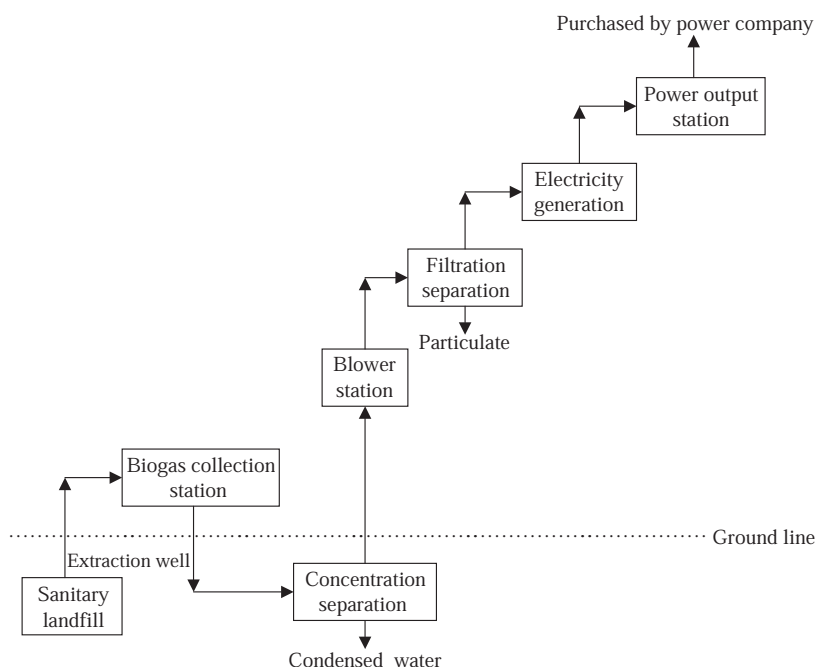 Purchased by power company
Power output
station
Electricity
generation
Filtration
separation
Particulate
Blower
station
Biogas collection
station
Ground line
Extraction well
Concentration
separation
Sanitary
landfill
Condensed water